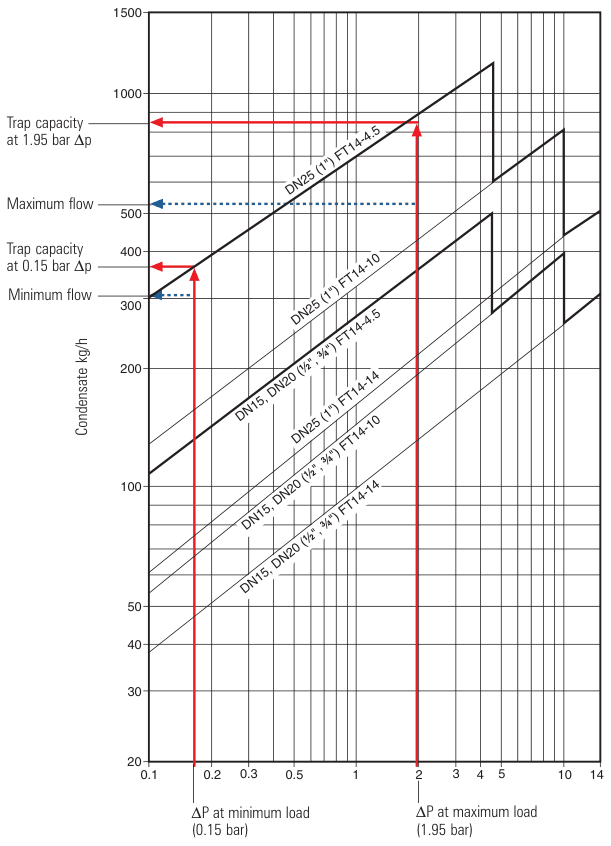 1500
1000
Trap capacity
at 1.95 bar Δp
DN25 (1") FT14-4.5
Maximum flow
500
Trap capacity
at 0.15 bar Δp
400
DN25 (1") FT14-10
Minimum flow
300
DN15, DN20 (½", ¾") FT14-4.5
Condensate kg/h
200
DN25 (1") FT14-14
DN15, DN20 (½", ¾") FT14-10
100
DN15, DN20 (½", ¾") FT14-14
50
40
30
20
0.1 0.2 0.3 0.5 1 2 3 4 5 10 14
ΔP at minimum load
(0.15 bar)
ΔP at maximum load
(1.95 bar)